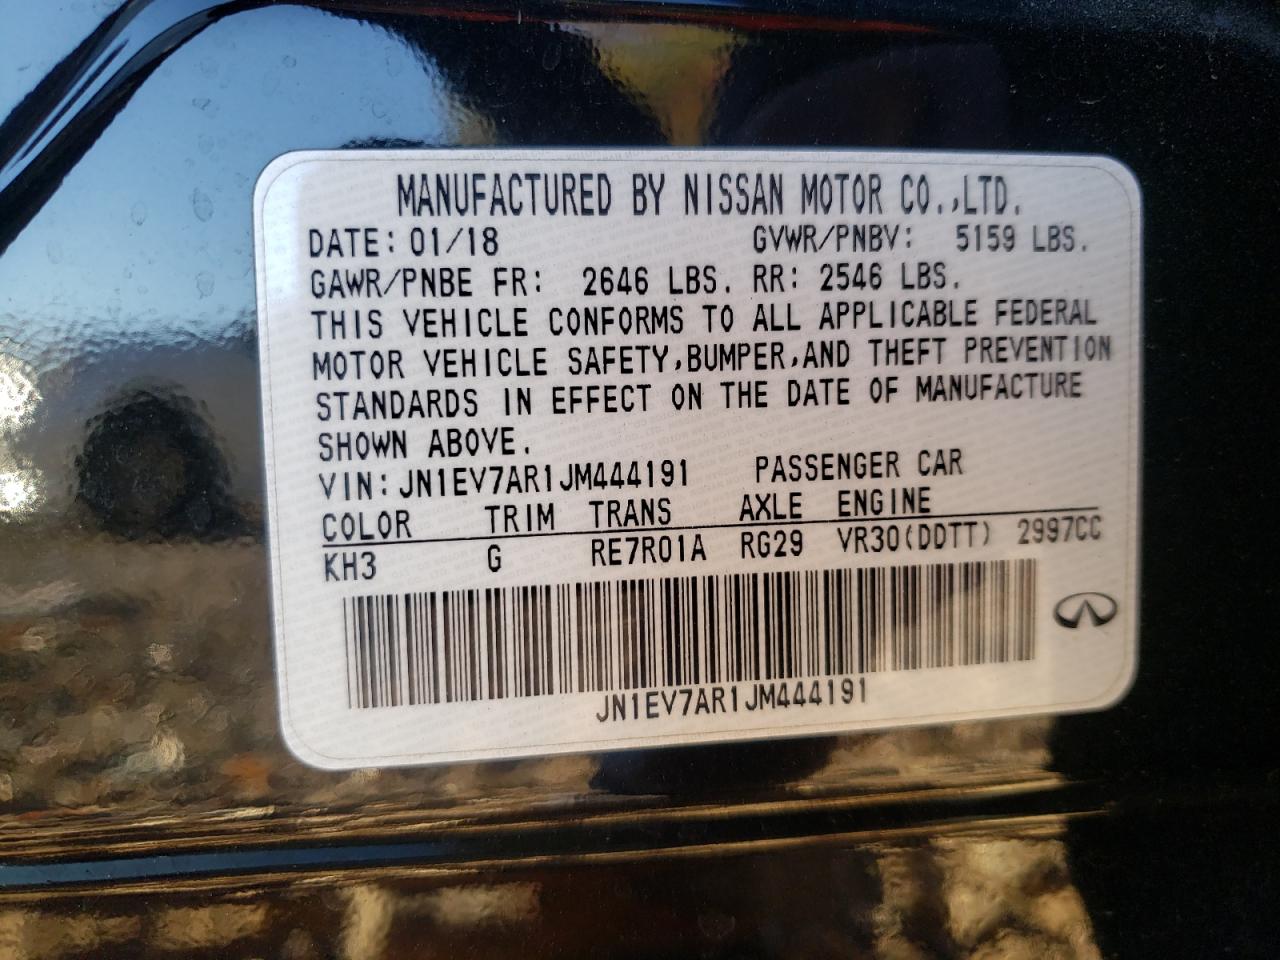 MANUFACTURED BY NISSAN MOTOR CO.,LTD.
DATE: 01/18 GVWR/PNBV: 5159 LBS.
GAWR/PNBE FR: 2646 LBS. RR: 2546 LBS.
THIS VEHICLE CONFORMS TO ALL APPLICABLE FEDERAL
MOTOR VEHICLE SAFETY,BUMPER,AND THEFT PREVENTION
STANDARDS IN EFFECT ON THE DATE OF MANUFACTURE
SHOWN ABOVE.
VIN: JN1EV7AR1JM444191 PASSENGER CAR
COLOR TRIM TRANS AXLE ENGINE
KH3 G RE7R01A RG29 VR30(DDTT) 2997CC
JN1EV7AR1JM444191